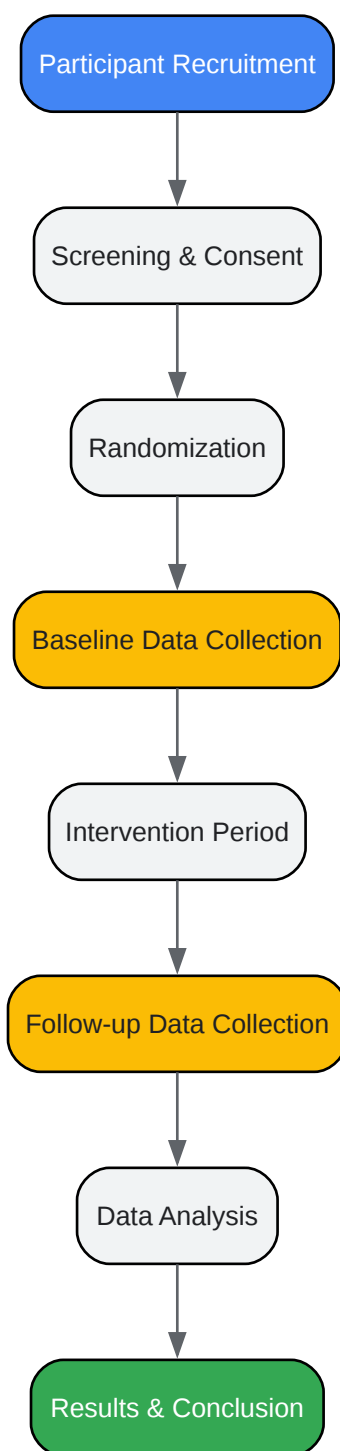 Participant Recruitment
Screening & Consent
Randomization
Baseline Data Collection
Intervention Period
Follow-up Data Collection
Data Analysis
Results & Conclusion